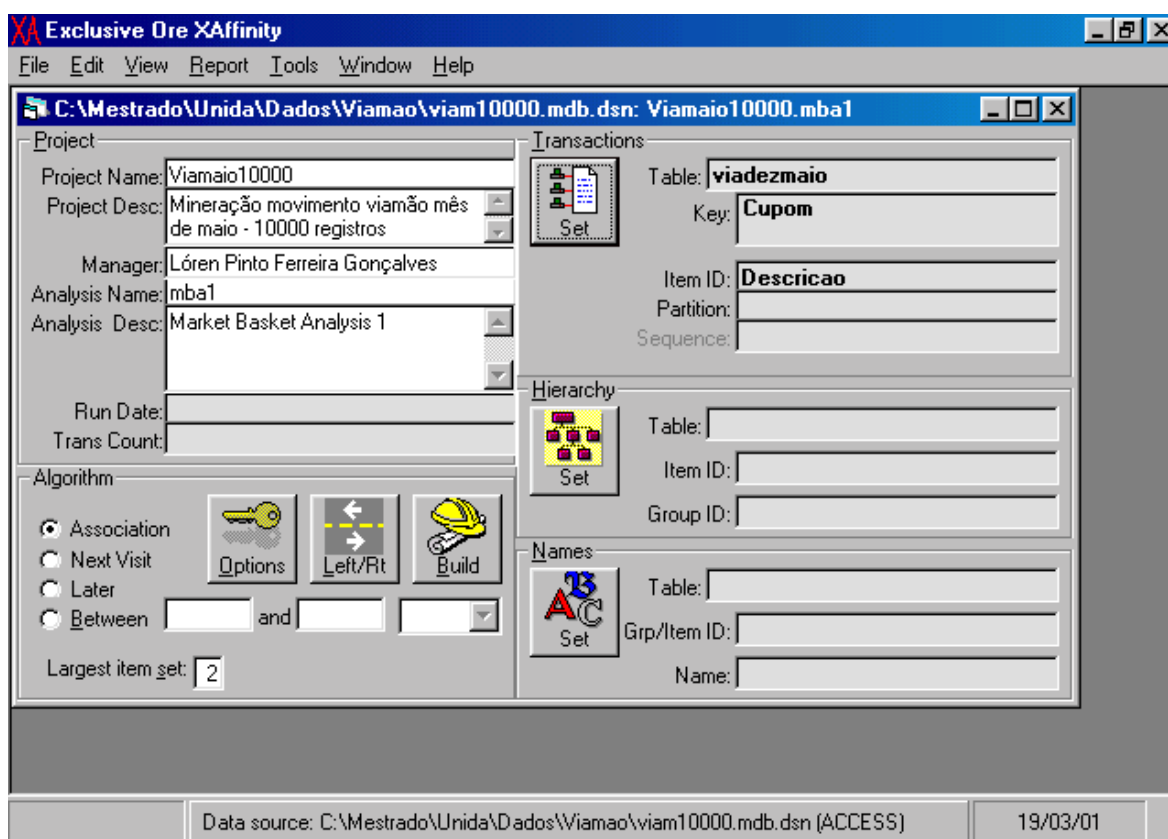 XA Exclusive Ore XAffinity
File Edit View Report Tools Window Help
C:\Mestrado\Unida\Dados\Viamao\viam10000.mdb.dsn: Viamaio10000.mba1
Project
Project Name: Viamaio10000
Project Desc: Mineração movimento viamão mês
de maio - 10000 registros
Manager: Lóren Pinto Ferreira Gonçalves
Analysis Name: mba1
Analysis Desc: Market Basket Analysis 1
Run Date:
Trans Count:
Algorithm
Association
Next Visit
Later
Between and
Options
Left/Rt
Build
Largest item set: 2
Transactions
Set
Table: viadezmaio
Key: Cupom
Item ID: Descricao
Partition:
Sequence:
Hierarchy
Set
Table:
Item ID:
Group ID:
Names
ABC
Set
Table:
Grp/Item ID:
Name:
Data source: C:\Mestrado\Unida\Dados\Viamao\viam10000.mdb.dsn (ACCESS)
19/03/01